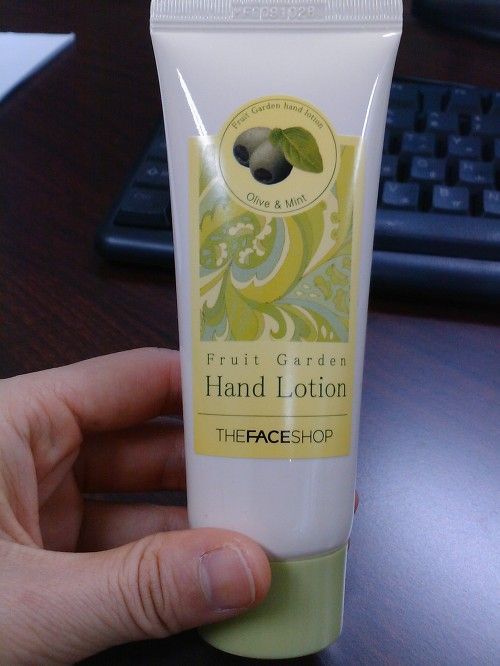 Fruit Garden hand lotion
Olive & Mint
Fruit Garden
Hand Lotion
THEFACESHOP